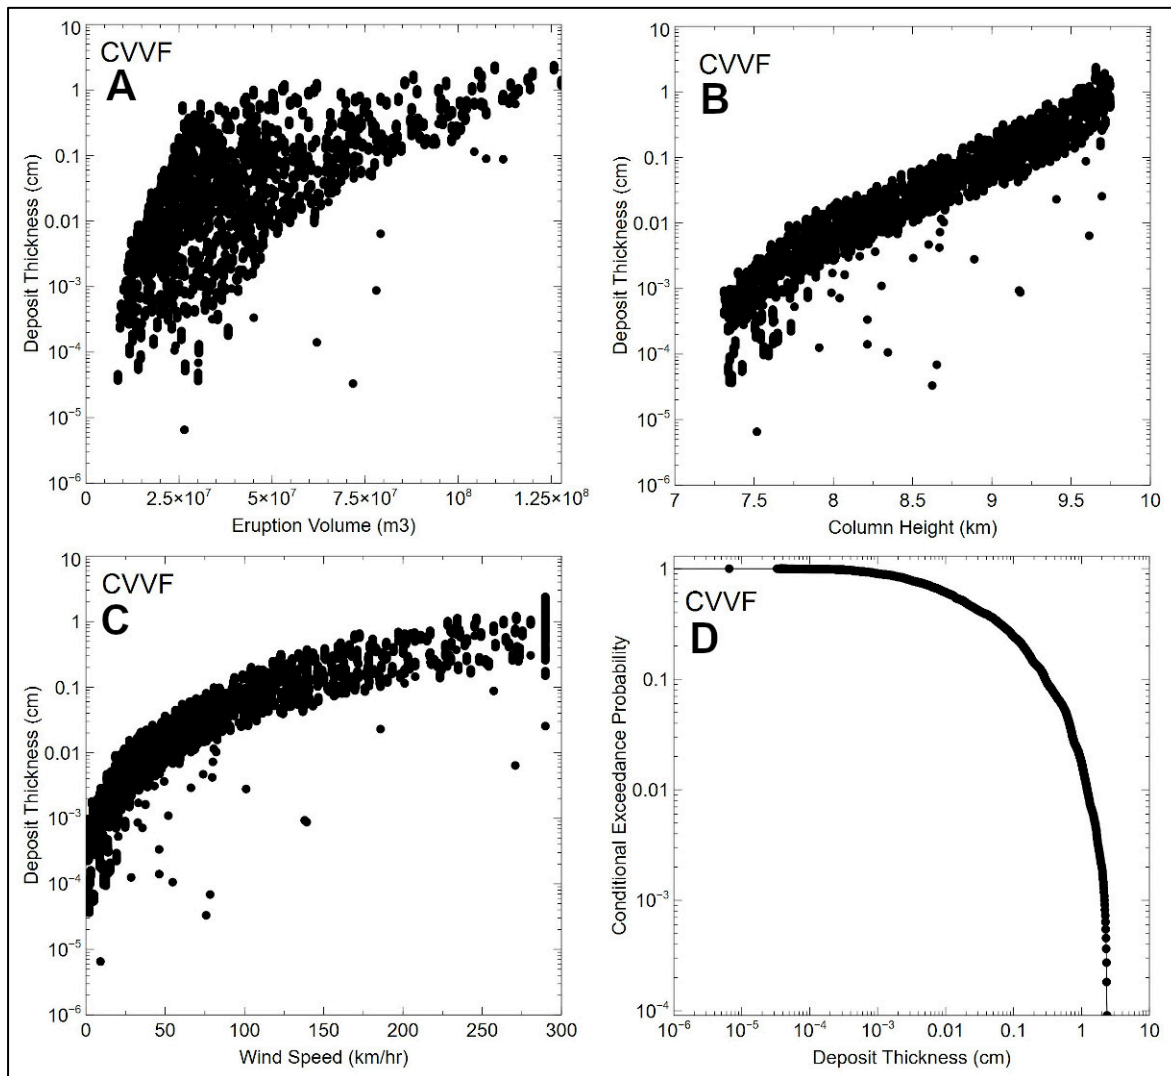 CVVF
A
10
1
0.1
0.01
10⁻³
10⁻⁴
10⁻⁵
10⁻⁶
Deposit Thickness (cm)
0 2.5×10⁷ 5×10⁷ 7.5×10⁷ 10⁸ 1.25×10⁸
Eruption Volume (m3)
CVVF
B
10
1
0.1
0.01
10⁻³
10⁻⁴
10⁻⁵
10⁻⁶
Deposit Thickness (cm)
7 7.5 8 8.5 9 9.5 10
Column Height (km)
CVVF
C
10
1
0.1
0.01
10⁻³
10⁻⁴
10⁻⁵
10⁻⁶
Deposit Thickness (cm)
0 50 100 150 200 250 300
Wind Speed (km/hr)
CVVF
D
1
0.1
0.01
10⁻³
10⁻⁴
Conditional Exceedance Probability
10⁻⁶ 10⁻⁵ 10⁻⁴ 10⁻³ 0.01 0.1 1 10
Deposit Thickness (cm)